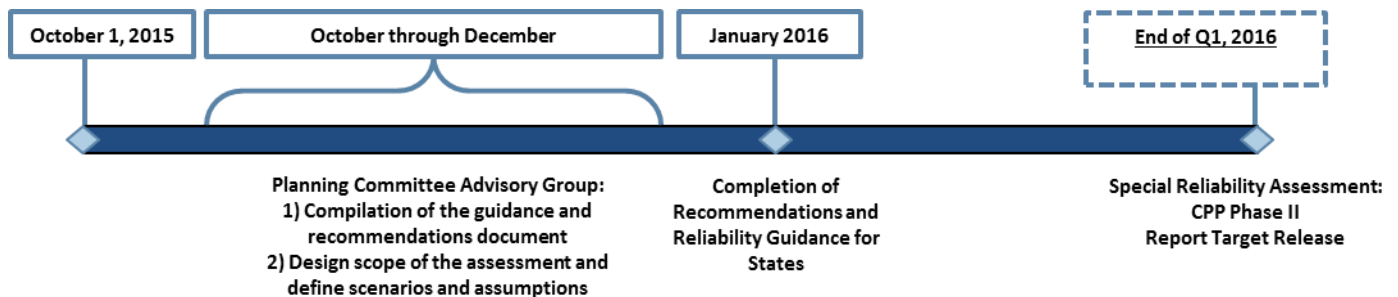 October 1, 2015
October through December
January 2016
End of Q1, 2016
Planning Committee Advisory Group:
1) Compilation of the guidance and
recommendations document
2) Design scope of the assessment and
define scenarios and assumptions
Completion of
Recommendations and
Reliability Guidance for
States
Special Reliability Assessment:
CPP Phase II
Report Target Release